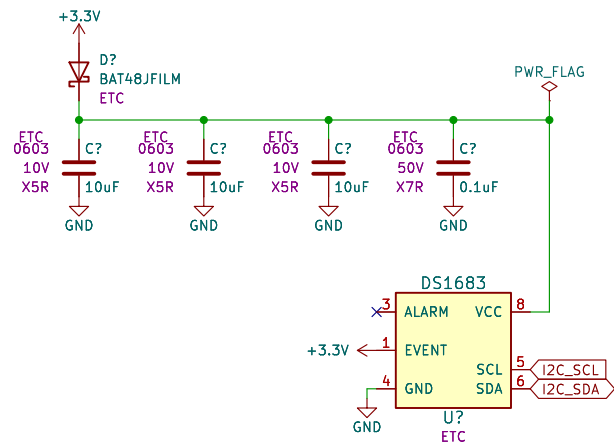 +3.3V
D?
BAT48JFILM
ETC
PWR_FLAG
ETC
0603
10V
X5R
C?
10uF
GND
ETC
0603
10V
X5R
C?
10uF
GND
ETC
0603
10V
X5R
C?
10uF
GND
ETC
0603
50V
X7R
C?
0.1uF
GND
DS1683
3 ALARM VCC 8
+3.3V 1 EVENT
SCL 5 I2C_SCL
4 GND SDA 6 I2C_SDA
GND
U?
ETC